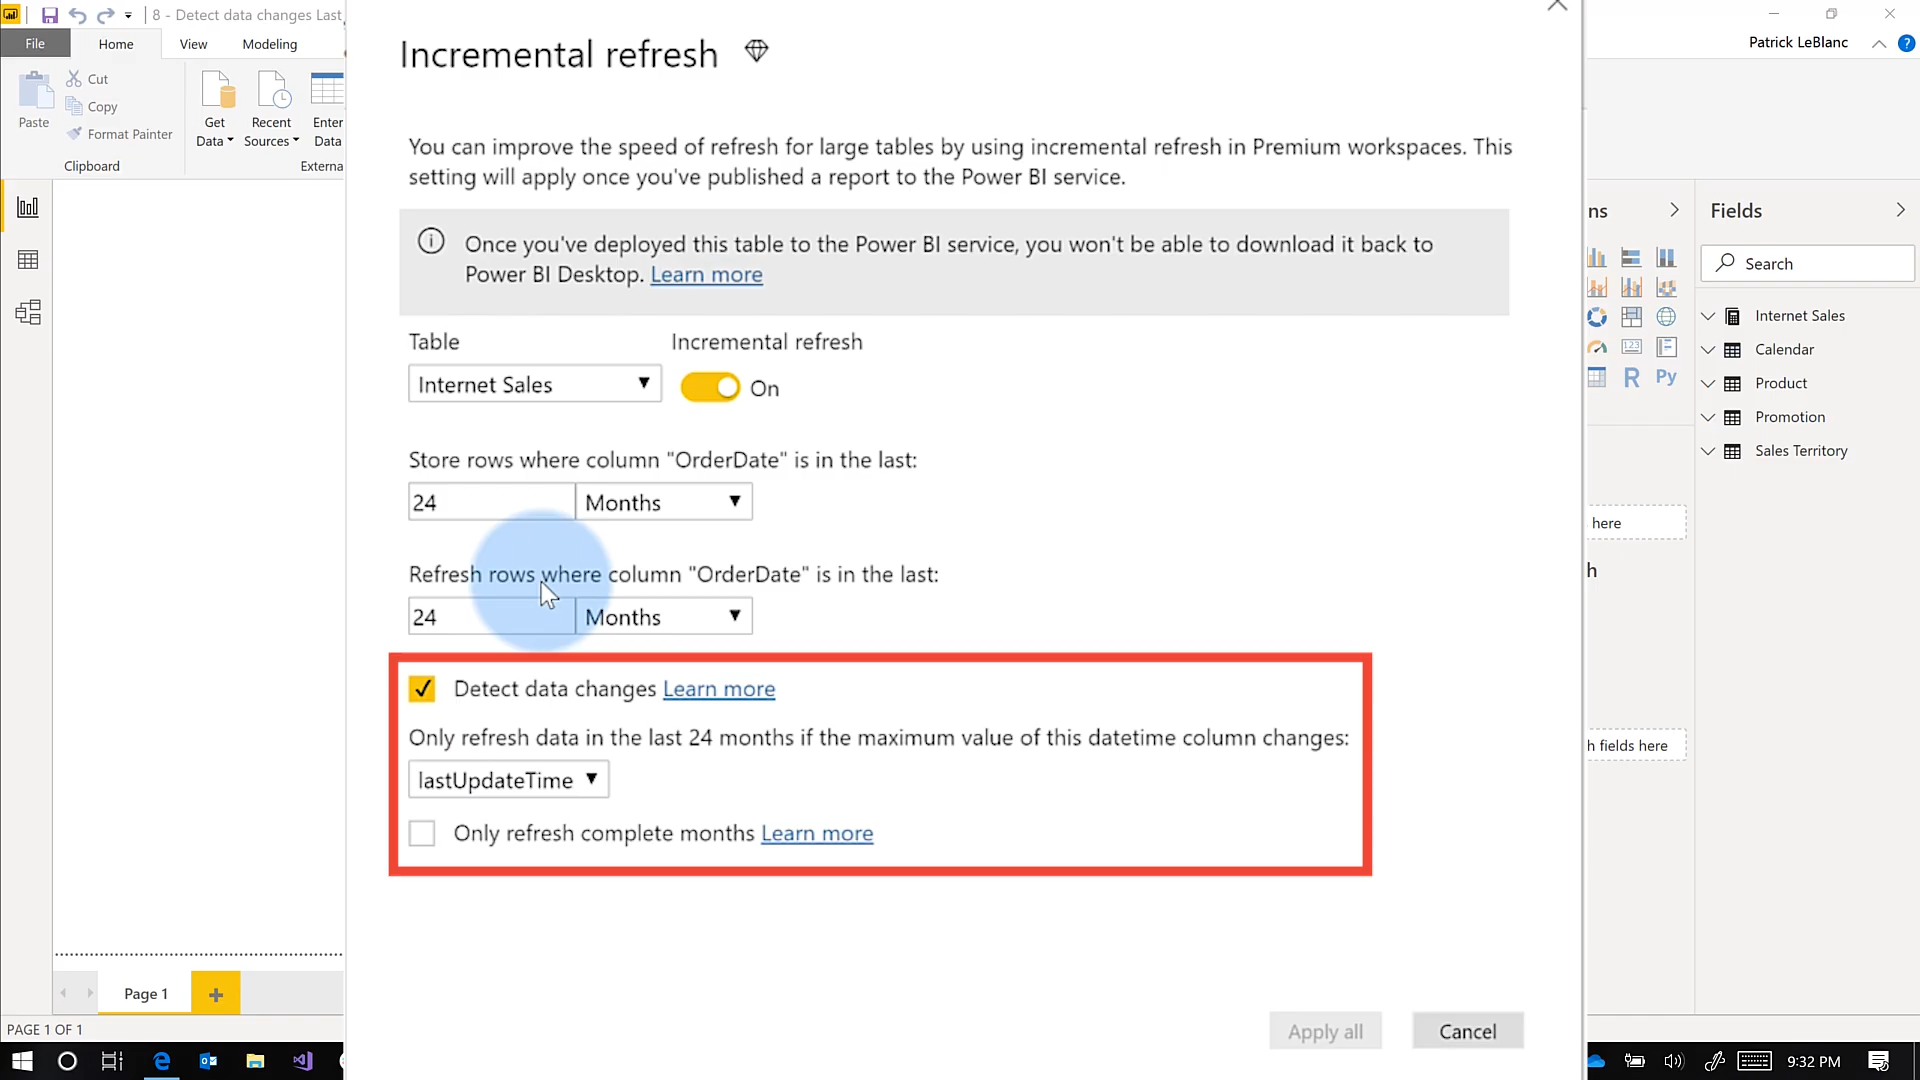 8 - Detect data changes Last
Patrick LeBlanc
File
Home
View
Modeling
Paste
Cut
Copy
Format Painter
Clipboard
Get
Data
Recent
Sources
Enter
Data
Externa
Incremental refresh
You can improve the speed of refresh for large tables by using incremental refresh in Premium workspaces. This
setting will apply once you've published a report to the Power BI service.
Once you've deployed this table to the Power BI service, you won't be able to download it back to
Power BI Desktop. Learn more
Table
Incremental refresh
Internet Sales
On
Store rows where column "OrderDate" is in the last:
24
Months
Refresh rows where column "OrderDate" is in the last:
24
Months
Detect data changes Learn more
Only refresh data in the last 24 months if the maximum value of this datetime column changes:
lastUpdateTime
Only refresh complete months Learn more
Apply all
Cancel
ns
123
R
Py
here
h
h fields here
Fields
Search
Internet Sales
Calendar
Product
Promotion
Sales Territory
Page 1
+
PAGE 1 OF 1
9:32 PM